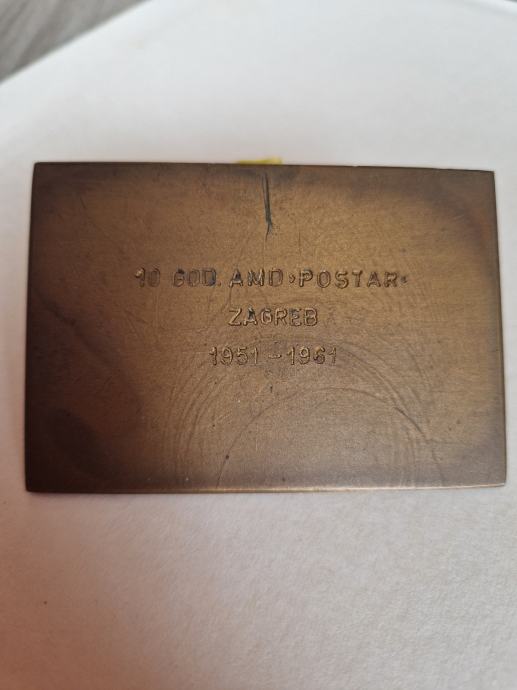 10 GOD. AMD »POSTAR«
ZAGREB
1951 – 1961